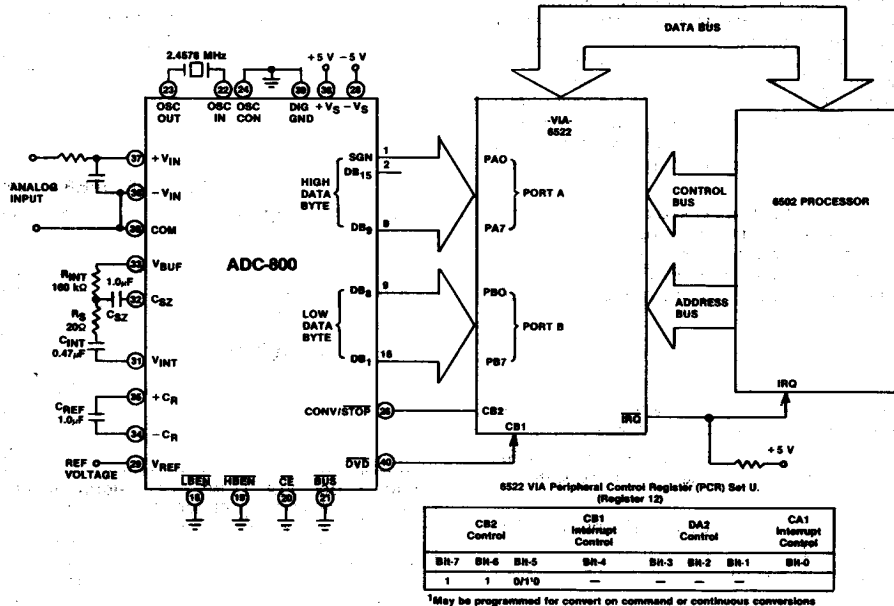 DATA BUS
2.4576 MHz
+5 V -5 V
23 22 24 39 36 28
OSC OUT OSC IN OSC CON DIG GND +VS -VS
-VIA-
6522
6502 PROCESSOR
ANALOG INPUT
37 +VIN
-VIN
COM
33 VBUF
RINT
160 kΩ
1.0µF
32 CSZ
CSZ
RS
20Ω
CINT
0.47µF
31 VINT
+CR
CREF
1.0µF
34 -CR
REF VOLTAGE
29 VREF
ADC-800
HIGH DATA BYTE
SGN 1
DB15 2
DB9 8
LOW DATA BYTE
DB8 9
DB1 16
CONV/STOP 26
DVD 40
LBEN HBEN CE BUS
18 19 20 21
PA0
PORT A
PA7
PB0
PORT B
PB7
CB2
CB1
IRQ
CONTROL BUS
ADDRESS BUS
IRQ
+5 V
6522 VIA Peripheral Control Register (PCR) Set U.
(Register 12)
CB2 Control CB1 Interrupt Control DA2 Control CA1 Interrupt Control
Bit-7 Bit-6 Bit-5 Bit-4 Bit-3 Bit-2 Bit-1 Bit-0
1 1 0/1¹0 — — — —
¹May be programmed for convert on command or continuous conversions